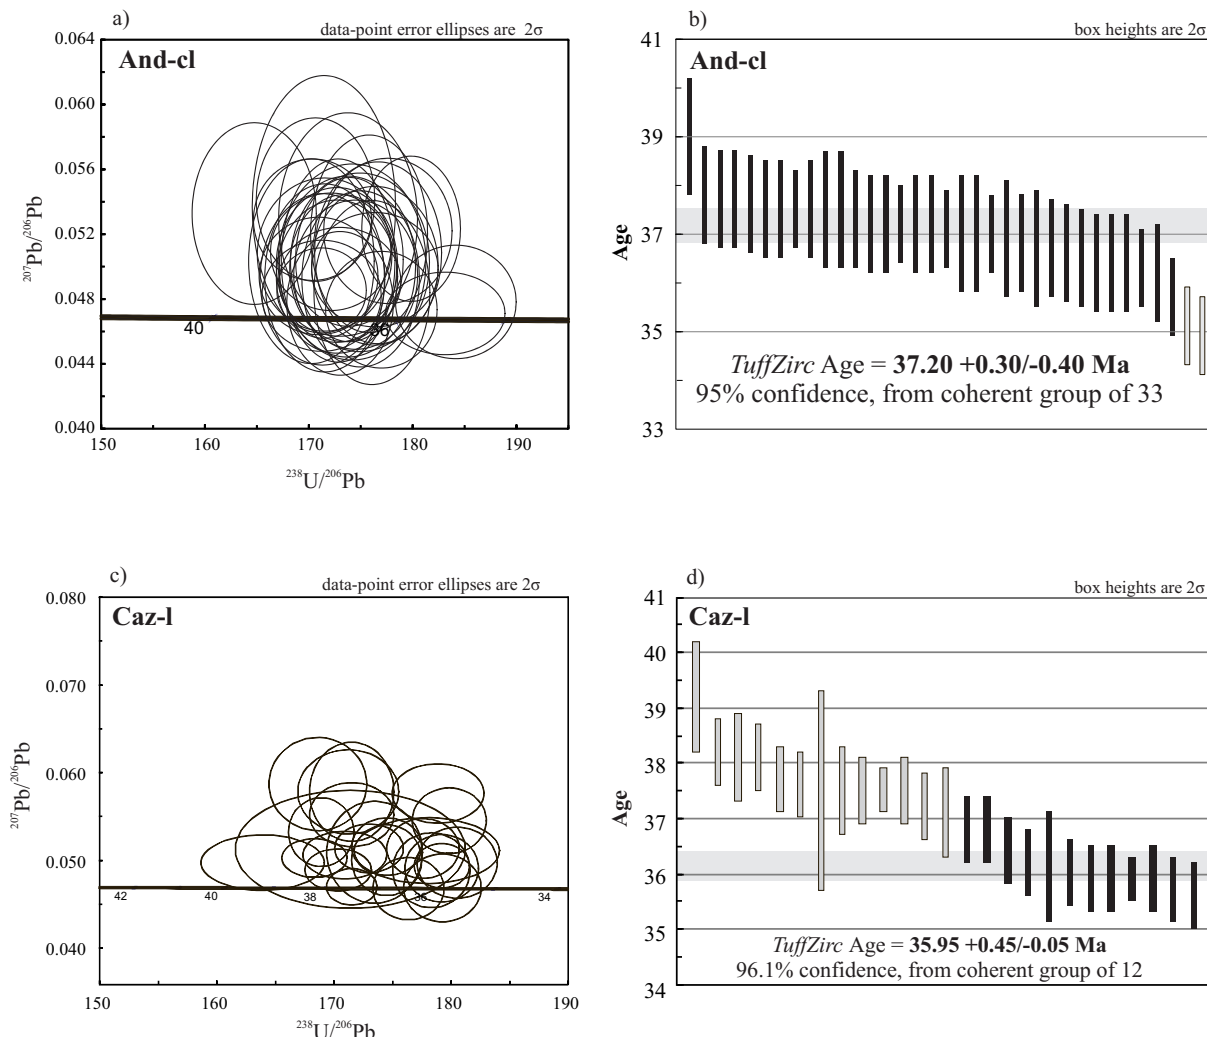 a)
data-point error ellipses are 2σ
And-cl
0.064
0.060
0.056
0.052
0.048
0.044
0.040
²⁰⁷Pb/²⁰⁶Pb
40
36
150
160
170
180
190
²³⁸U/²⁰⁶Pb
b)
box heights are 2σ
And-cl
41
39
37
35
33
Age
TuffZirc Age = 37.20 +0.30/-0.40 Ma
95% confidence, from coherent group of 33
c)
data-point error ellipses are 2σ
Caz-l
0.080
0.070
0.060
0.050
0.040
²⁰⁷Pb/²⁰⁶Pb
42
40
38
36
34
150
160
170
180
190
²³⁸U/²⁰⁶Pb
d)
box heights are 2σ
Caz-l
41
40
39
38
37
36
35
34
Age
TuffZirc Age = 35.95 +0.45/-0.05 Ma
96.1% confidence, from coherent group of 12